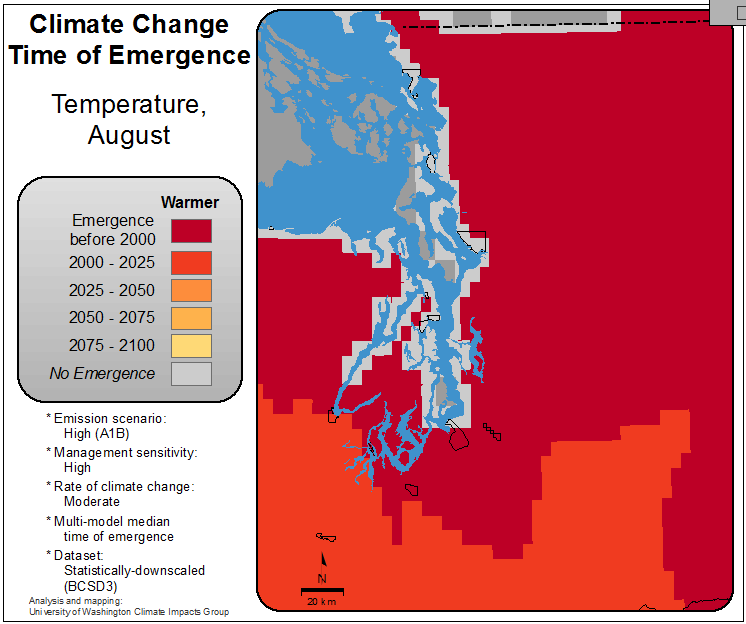 Climate Change
Time of Emergence
Temperature,
August
Warmer
Emergence
before 2000
2000 - 2025
2025 - 2050
2050 - 2075
2075 - 2100
No Emergence
* Emission scenario:
High (A1B)
* Management sensitivity:
High
* Rate of climate change:
Moderate
* Multi-model median
time of emergence
* Dataset:
Statistically-downscaled
(BCSD3)
Analysis and mapping:
University of Washington Climate Impacts Group
N
20 km